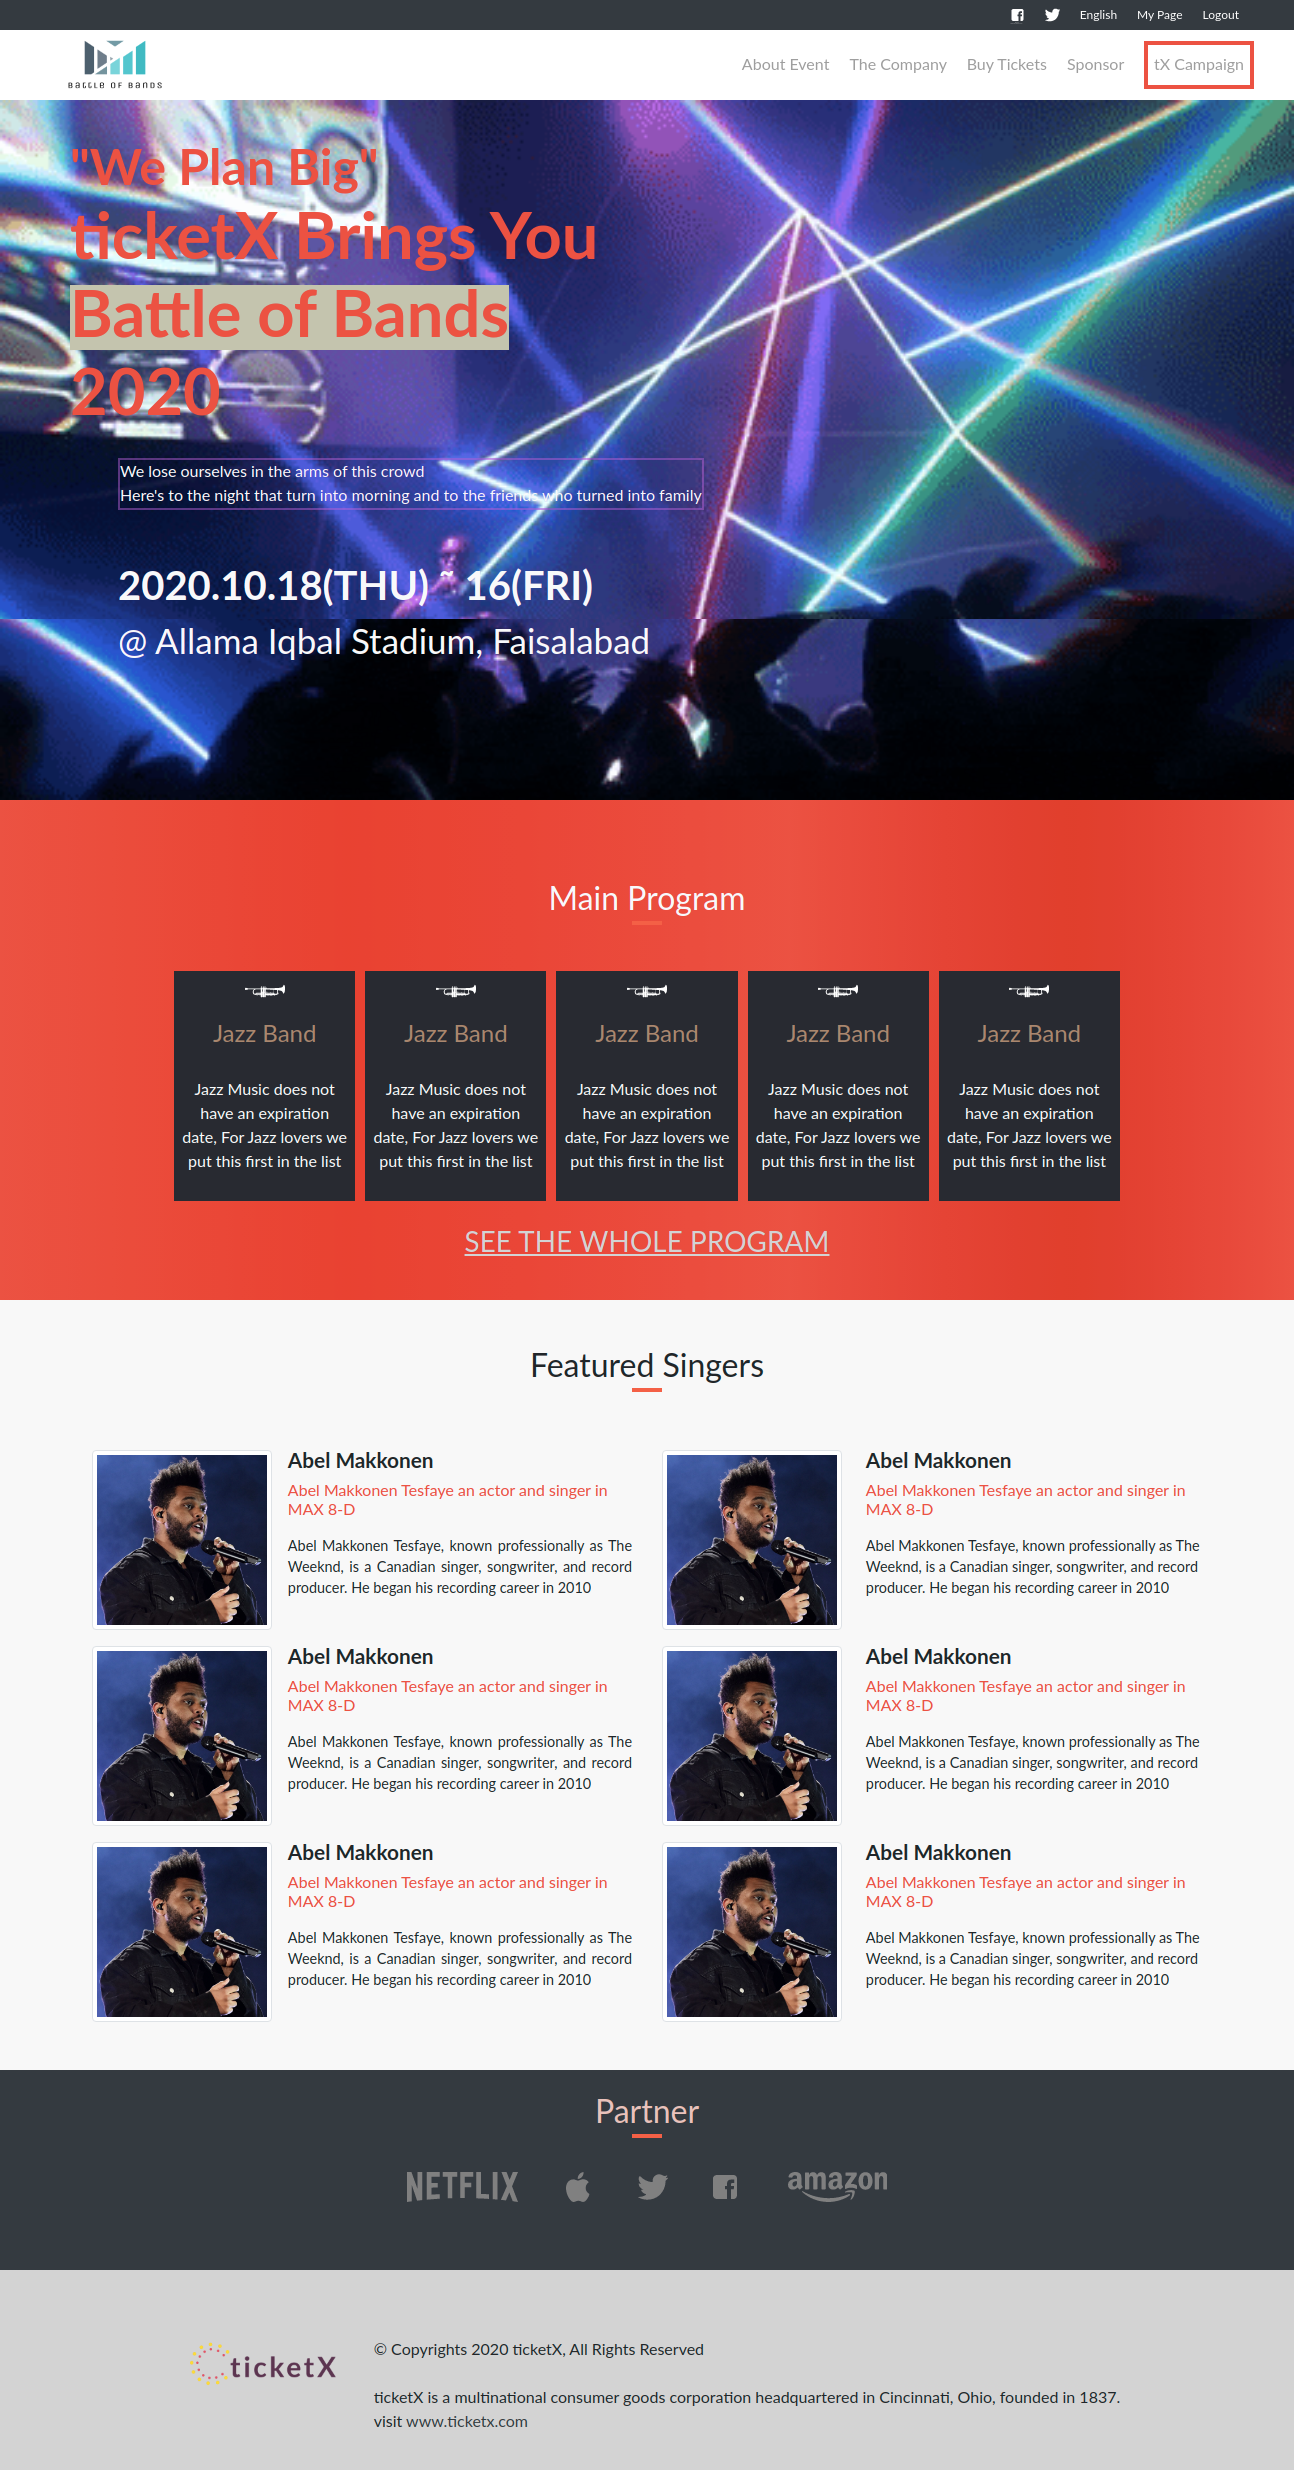 English My Page Logout
BATTLE OF BANDS
About Event The Company Buy Tickets Sponsor tX Campaign
"We Plan Big"
ticketX Brings You
Battle of Bands
2020
We lose ourselves in the arms of this crowd
Here's to the night that turn into morning and to the friends who turned into family
2020.10.18(THU) ~ 16(FRI)
@ Allama Iqbal Stadium, Faisalabad
Main Program
Jazz Band
Jazz Music does not
have an expiration
date, For Jazz lovers we
put this first in the list
Jazz Band
Jazz Music does not
have an expiration
date, For Jazz lovers we
put this first in the list
Jazz Band
Jazz Music does not
have an expiration
date, For Jazz lovers we
put this first in the list
Jazz Band
Jazz Music does not
have an expiration
date, For Jazz lovers we
put this first in the list
Jazz Band
Jazz Music does not
have an expiration
date, For Jazz lovers we
put this first in the list
SEE THE WHOLE PROGRAM
Featured Singers
Abel Makkonen
Abel Makkonen Tesfaye an actor and singer in
MAX 8-D
Abel Makkonen Tesfaye, known professionally as The
Weeknd, is a Canadian singer, songwriter, and record
producer. He began his recording career in 2010
Abel Makkonen
Abel Makkonen Tesfaye an actor and singer in
MAX 8-D
Abel Makkonen Tesfaye, known professionally as The
Weeknd, is a Canadian singer, songwriter, and record
producer. He began his recording career in 2010
Abel Makkonen
Abel Makkonen Tesfaye an actor and singer in
MAX 8-D
Abel Makkonen Tesfaye, known professionally as The
Weeknd, is a Canadian singer, songwriter, and record
producer. He began his recording career in 2010
Abel Makkonen
Abel Makkonen Tesfaye an actor and singer in
MAX 8-D
Abel Makkonen Tesfaye, known professionally as The
Weeknd, is a Canadian singer, songwriter, and record
producer. He began his recording career in 2010
Abel Makkonen
Abel Makkonen Tesfaye an actor and singer in
MAX 8-D
Abel Makkonen Tesfaye, known professionally as The
Weeknd, is a Canadian singer, songwriter, and record
producer. He began his recording career in 2010
Abel Makkonen
Abel Makkonen Tesfaye an actor and singer in
MAX 8-D
Abel Makkonen Tesfaye, known professionally as The
Weeknd, is a Canadian singer, songwriter, and record
producer. He began his recording career in 2010
Partner
NETFLIX amazon
ticketX
© Copyrights 2020 ticketX, All Rights Reserved
ticketX is a multinational consumer goods corporation headquartered in Cincinnati, Ohio, founded in 1837.
visit www.ticketx.com